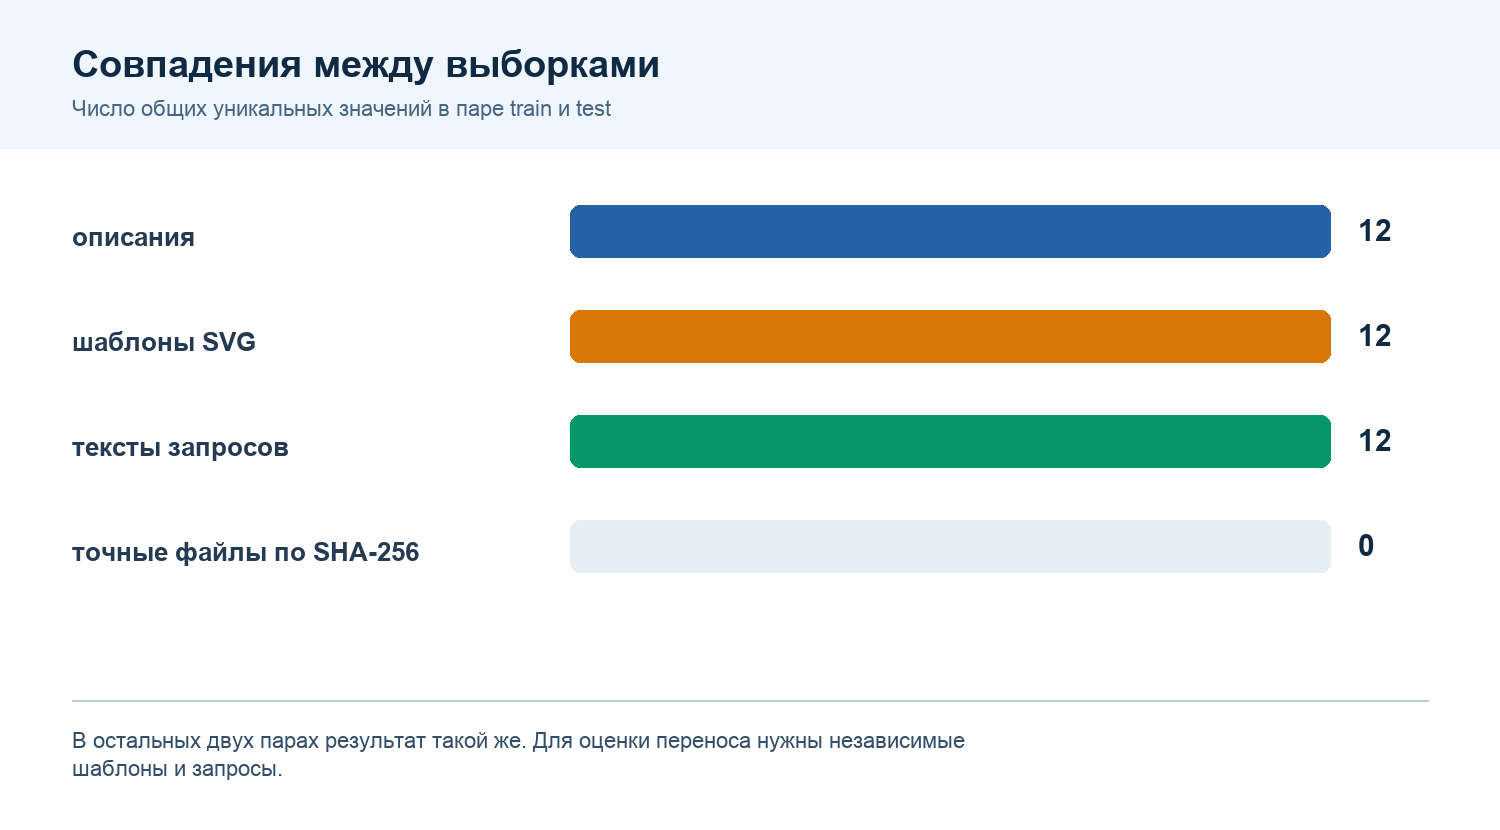 Совпадения между выборками
Число общих уникальных значений в паре train и test
описания 12
шаблоны SVG 12
тексты запросов 12
точные файлы по SHA-256 0
В остальных двух парах результат такой же. Для оценки переноса нужны независимые
шаблоны и запросы.